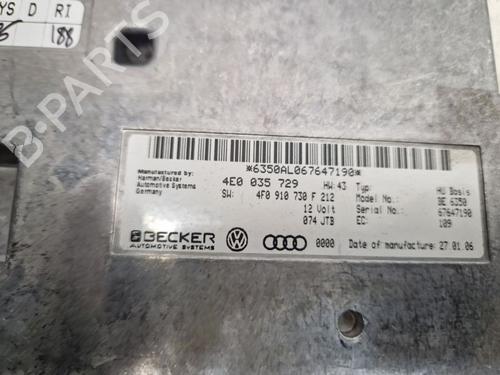 YS D RI
188
*6350AL067647190*
Manufactured by:
Harman/Becker
Automotive Systems
Germany
4E0 035 729 HW: 43
SW: 4F0 910 730 F 212
12 Volt
074 JTB
Typ: HU Basis
Model No.: BE 6350
Serial No.: 67647190
EC: 109
BECKER
AUTOMOTIVE SYSTEMS
0000 Date of manufacture: 27.01.06
B-PARTS